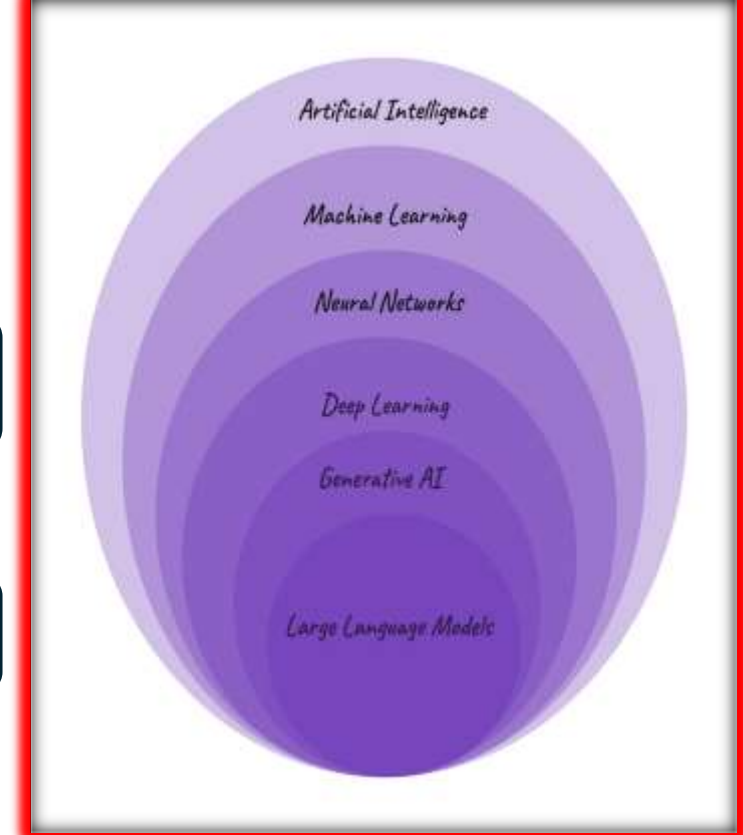 Artificial Intelligence
Machine Learning
Neural Networks
Deep Learning
Generative AI
Large Language Models